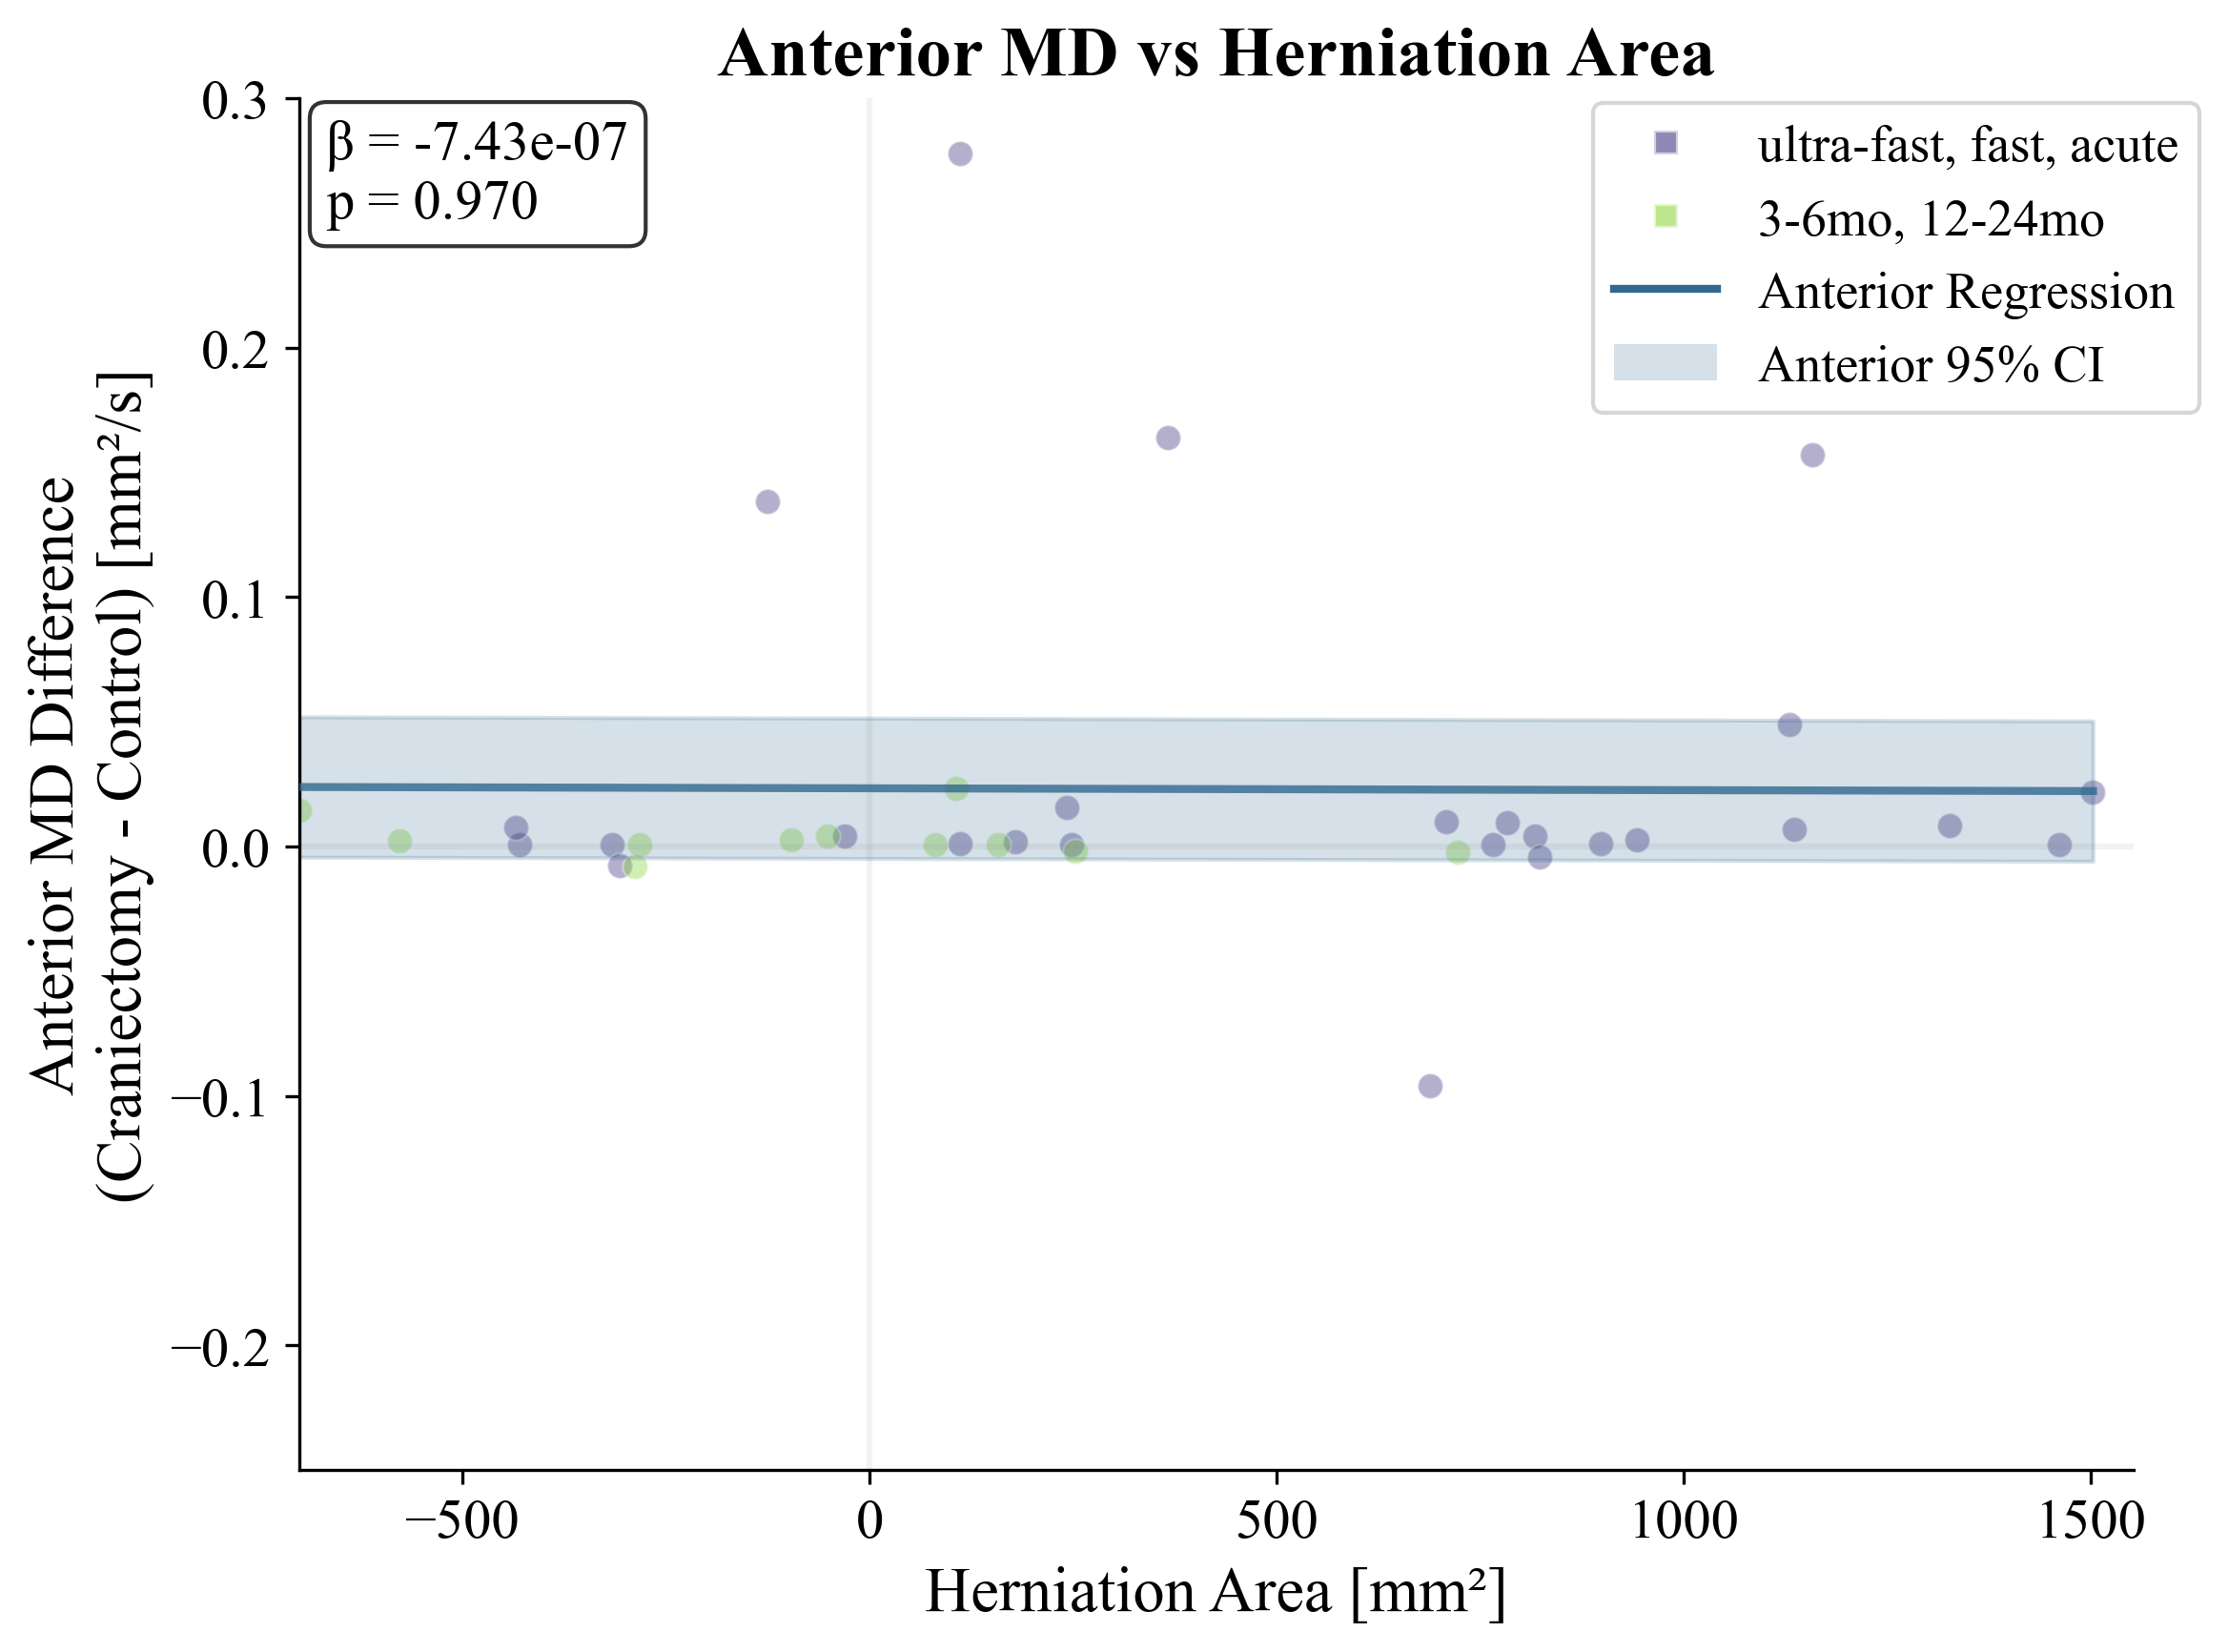 Anterior MD vs Herniation Area
β = -7.43e-07
p = 0.970
ultra-fast, fast, acute
3-6mo, 12-24mo
Anterior Regression
Anterior 95% CI
Anterior MD Difference
(Craniectomy - Control) [mm²/s]
0.3
0.2
0.1
0.0
−0.1
−0.2
−500
0
500
1000
1500
Herniation Area [mm²]